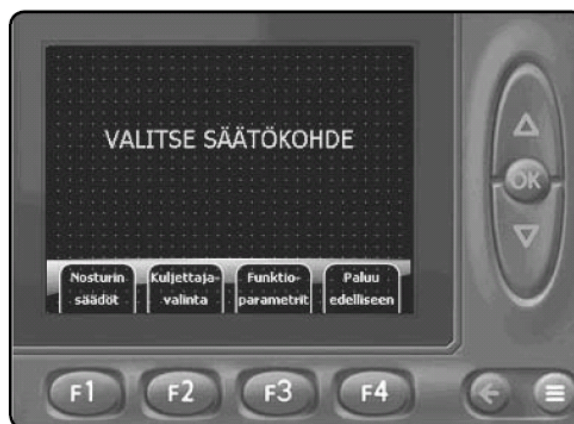 VALITSE SÄÄTÖKOHDE
Nosturin säädöt
Kuljettaja-valinta
Funktio-parametrit
Paluu edelliseen
OK
F1 F2 F3 F4